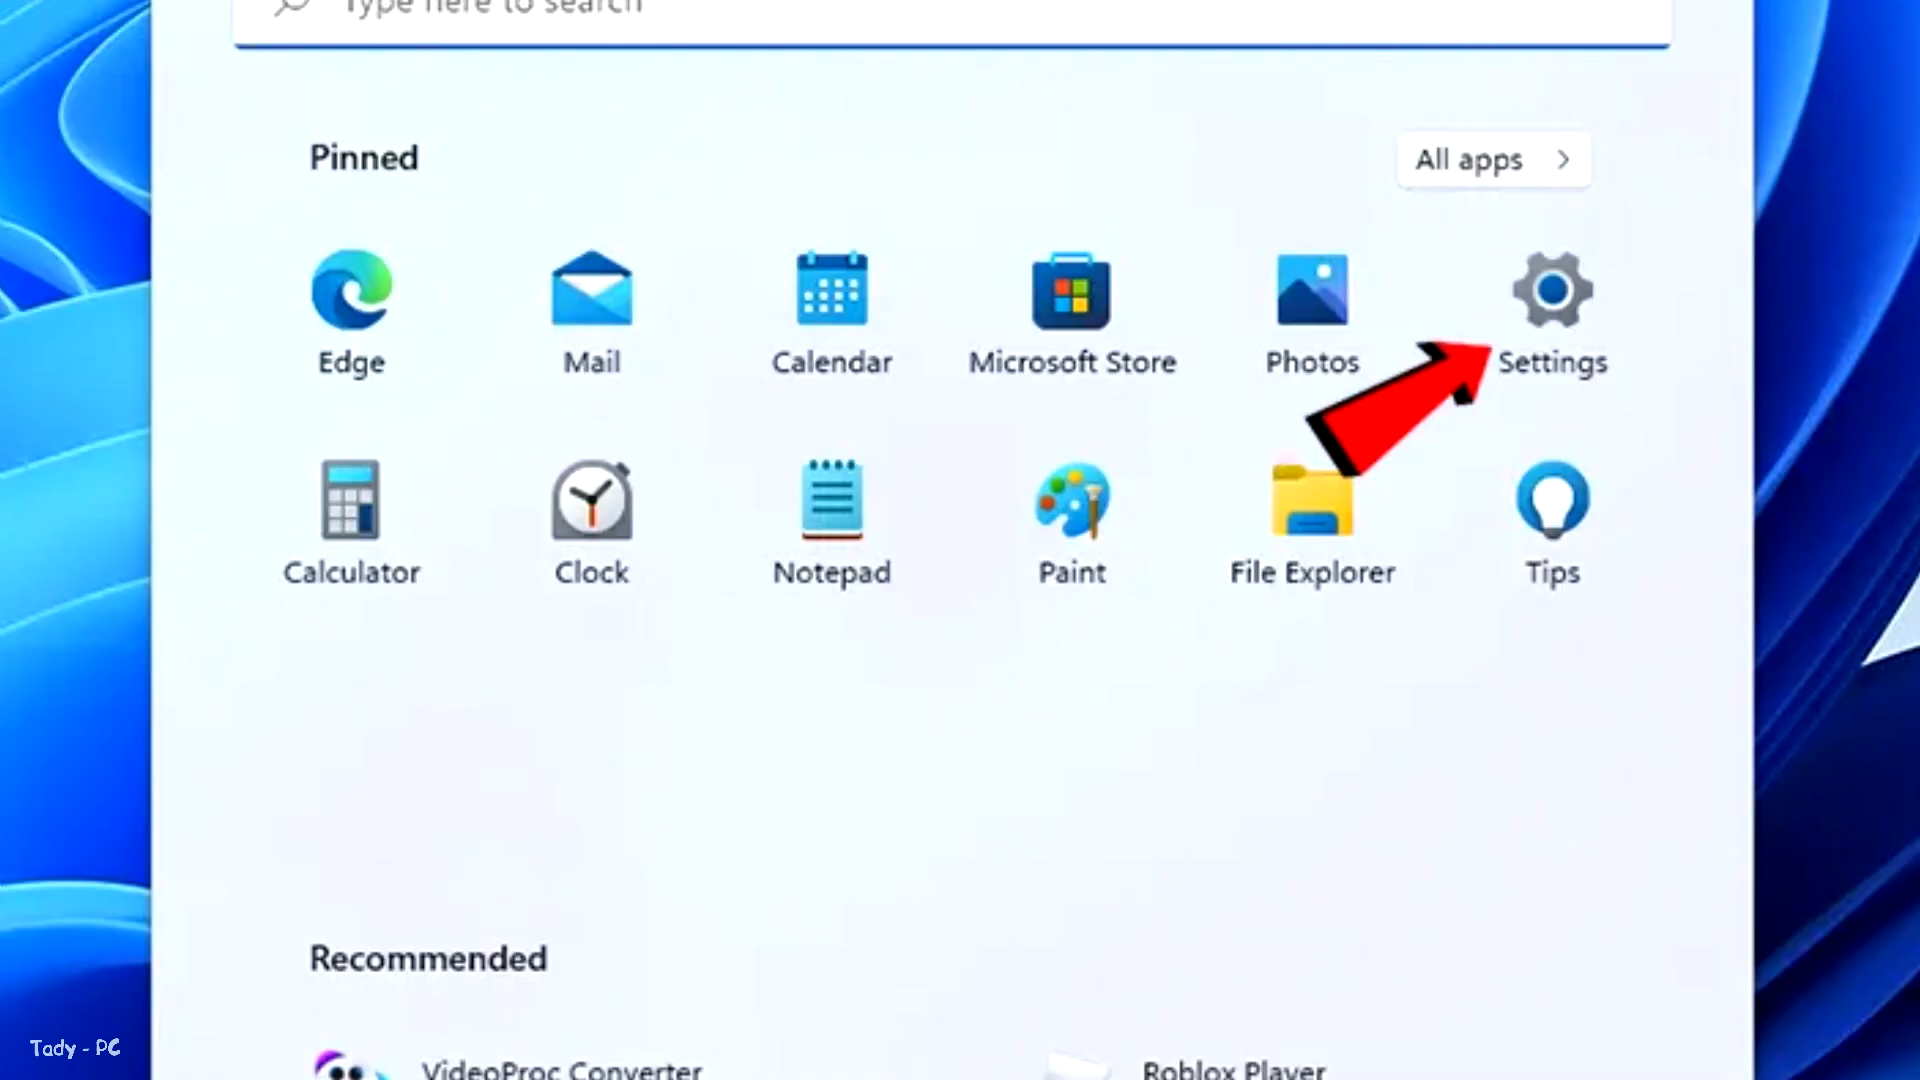 Type here to search
Pinned
All apps
Edge
Mail
Calendar
Microsoft Store
Photos
Settings
Calculator
Clock
Notepad
Paint
File Explorer
Tips
Recommended
VideoProc Converter
Roblox Player
Tady - PC